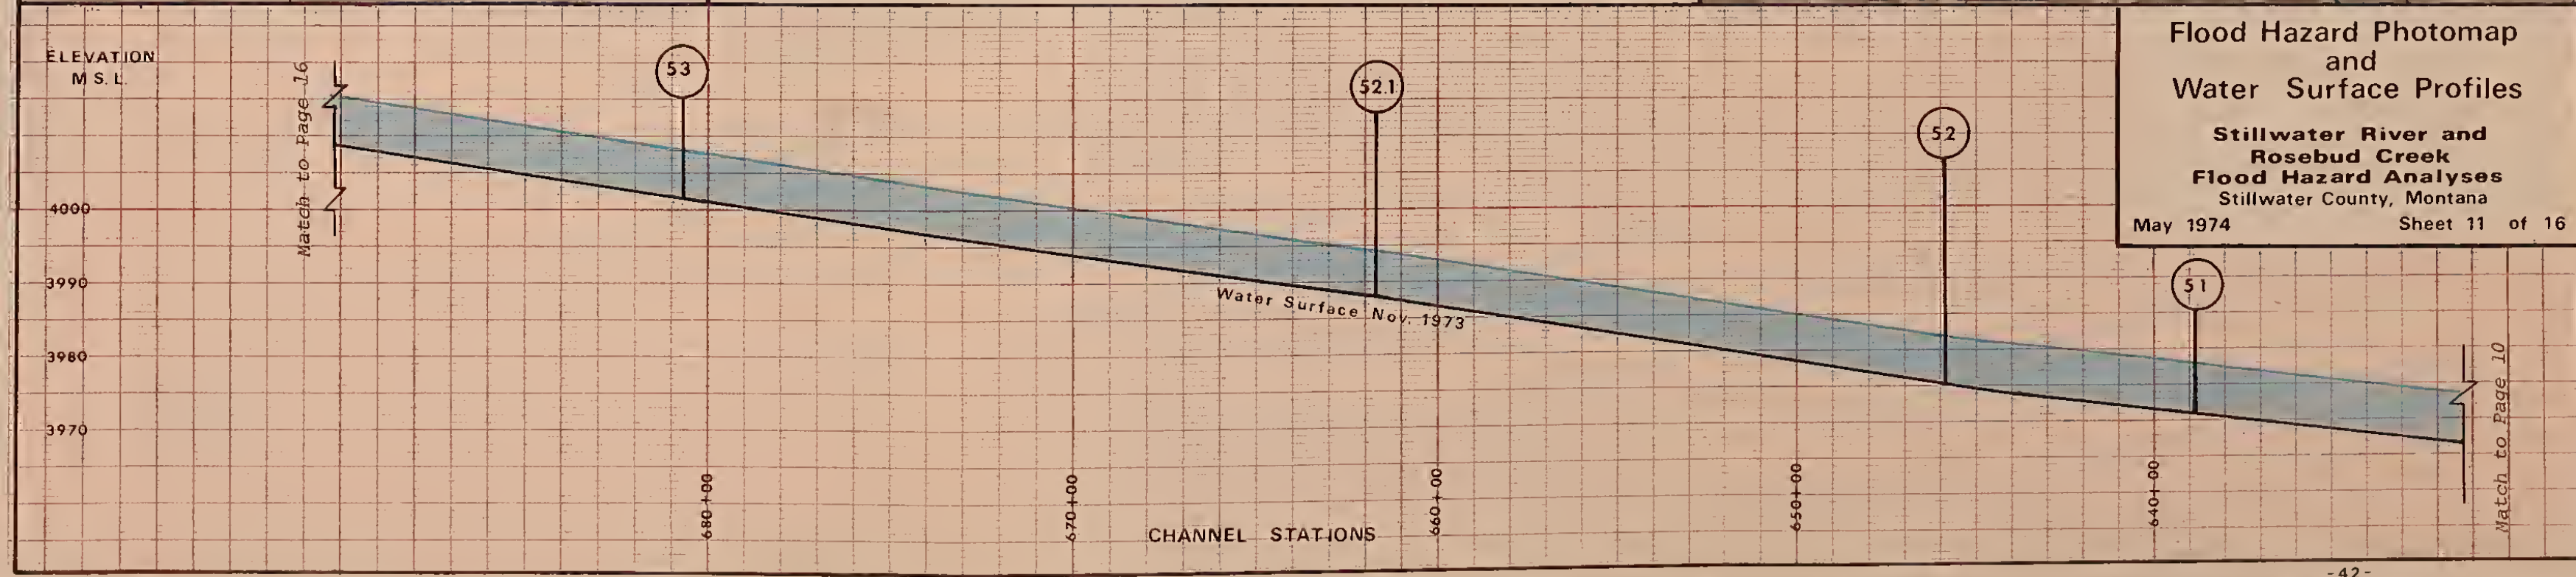 ELEVATION
M S. L.
Match to Page 16
53
52.1
52
51
Flood Hazard Photomap
and
Water Surface Profiles
Stillwater River and
Rosebud Creek
Flood Hazard Analyses
Stillwater County, Montana
May 1974 Sheet 11 of 16
4000
3990
3980
3970
Water Surface Nov. 1973
680+00
670+00
660+00
650+00
640+00
CHANNEL STATIONS
Match to Page 10
-42-